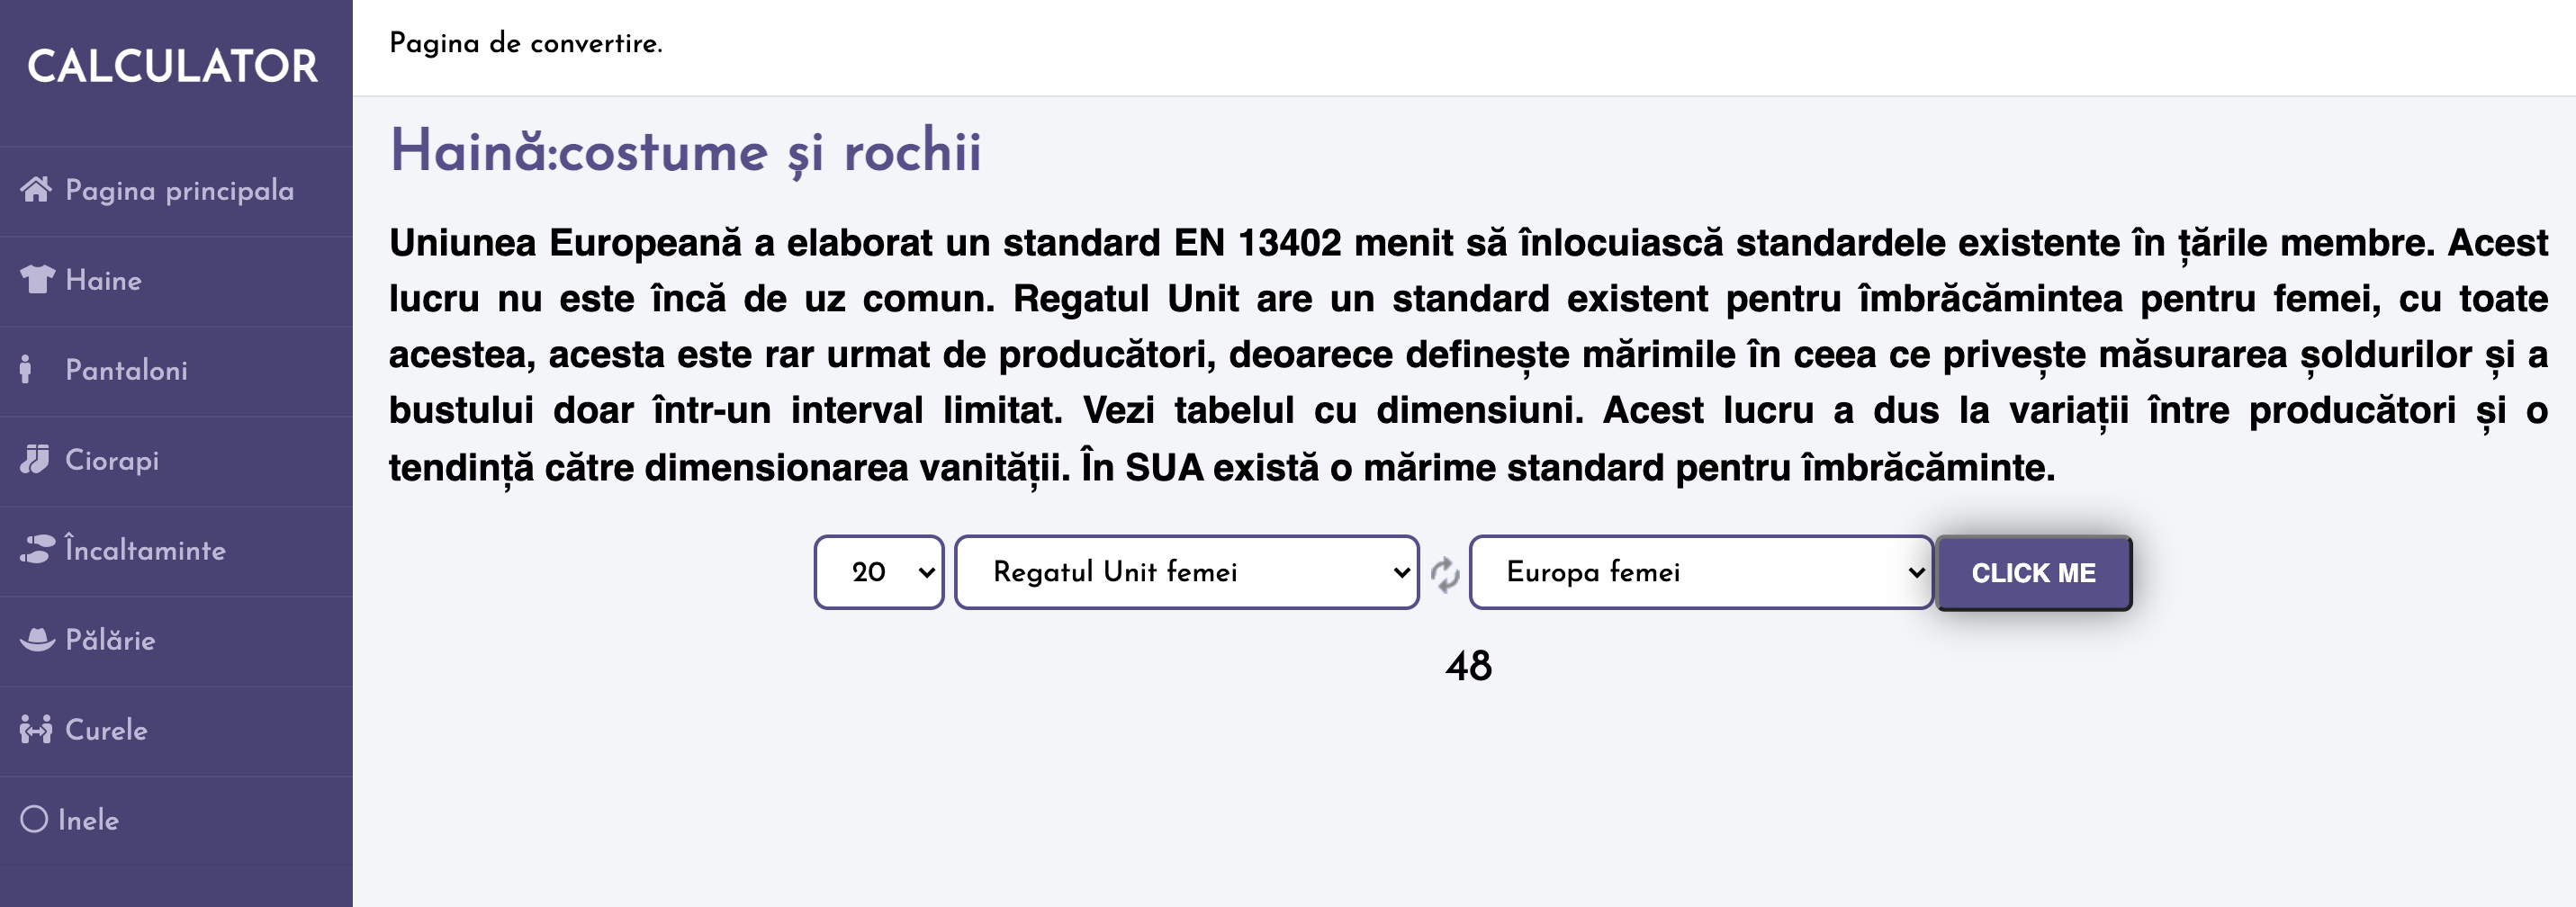 CALCULATOR
Pagina principala
Haine
Pantaloni
Ciorapi
Încaltaminte
Pălărie
Curele
Inele
Pagina de convertire.
Haină:costume și rochii
Uniunea Europeană a elaborat un standard EN 13402 menit să înlocuiască standardele existente în țările membre. Acest
lucru nu este încă de uz comun. Regatul Unit are un standard existent pentru îmbrăcămintea pentru femei, cu toate
acestea, acesta este rar urmat de producători, deoarece definește mărimile în ceea ce privește măsurarea șoldurilor și a
bustului doar într-un interval limitat. Vezi tabelul cu dimensiuni. Acest lucru a dus la variații între producători și o
tendință către dimensionarea vanității. În SUA există o mărime standard pentru îmbrăcăminte.
20 Regatul Unit femei Europa femei CLICK ME
48